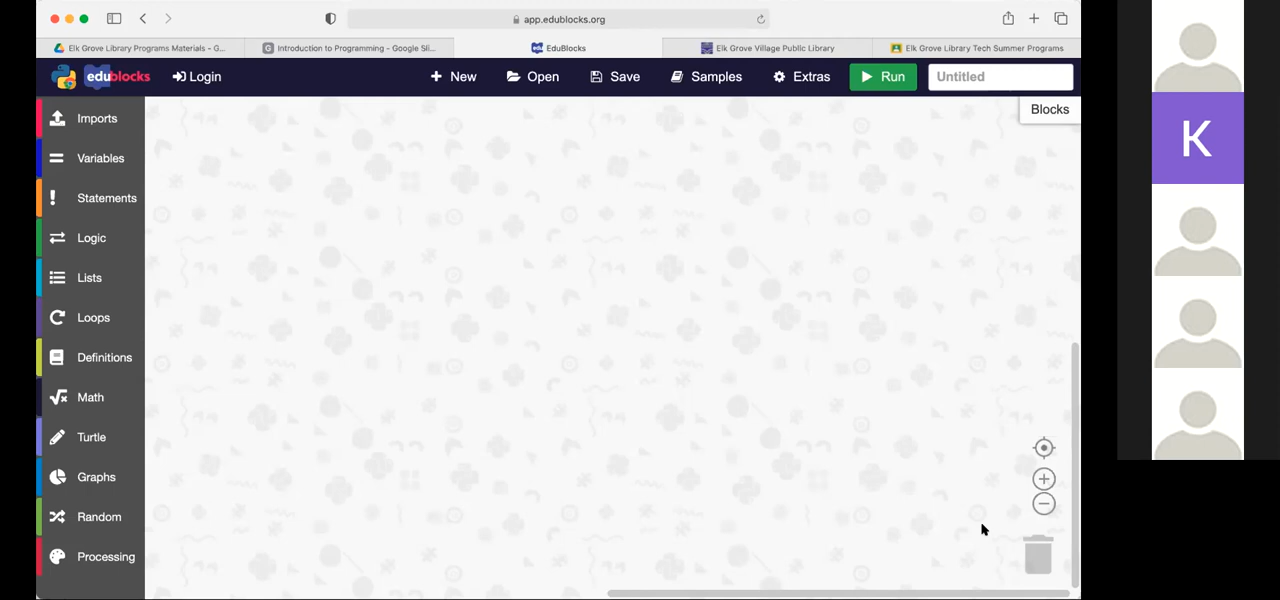 app.edublocks.org
Elk Grove Library Programs Materials – G...
Introduction to Programming - Google Sli...
EduBlocks
Elk Grove Village Public Library
Elk Grove Library Tech Summer Programs
edublocks
Login
New
Open
Save
Samples
Extras
Run
Untitled
Blocks
Imports
Variables
Statements
Logic
Lists
Loops
Definitions
Math
Turtle
Graphs
Random
Processing
K